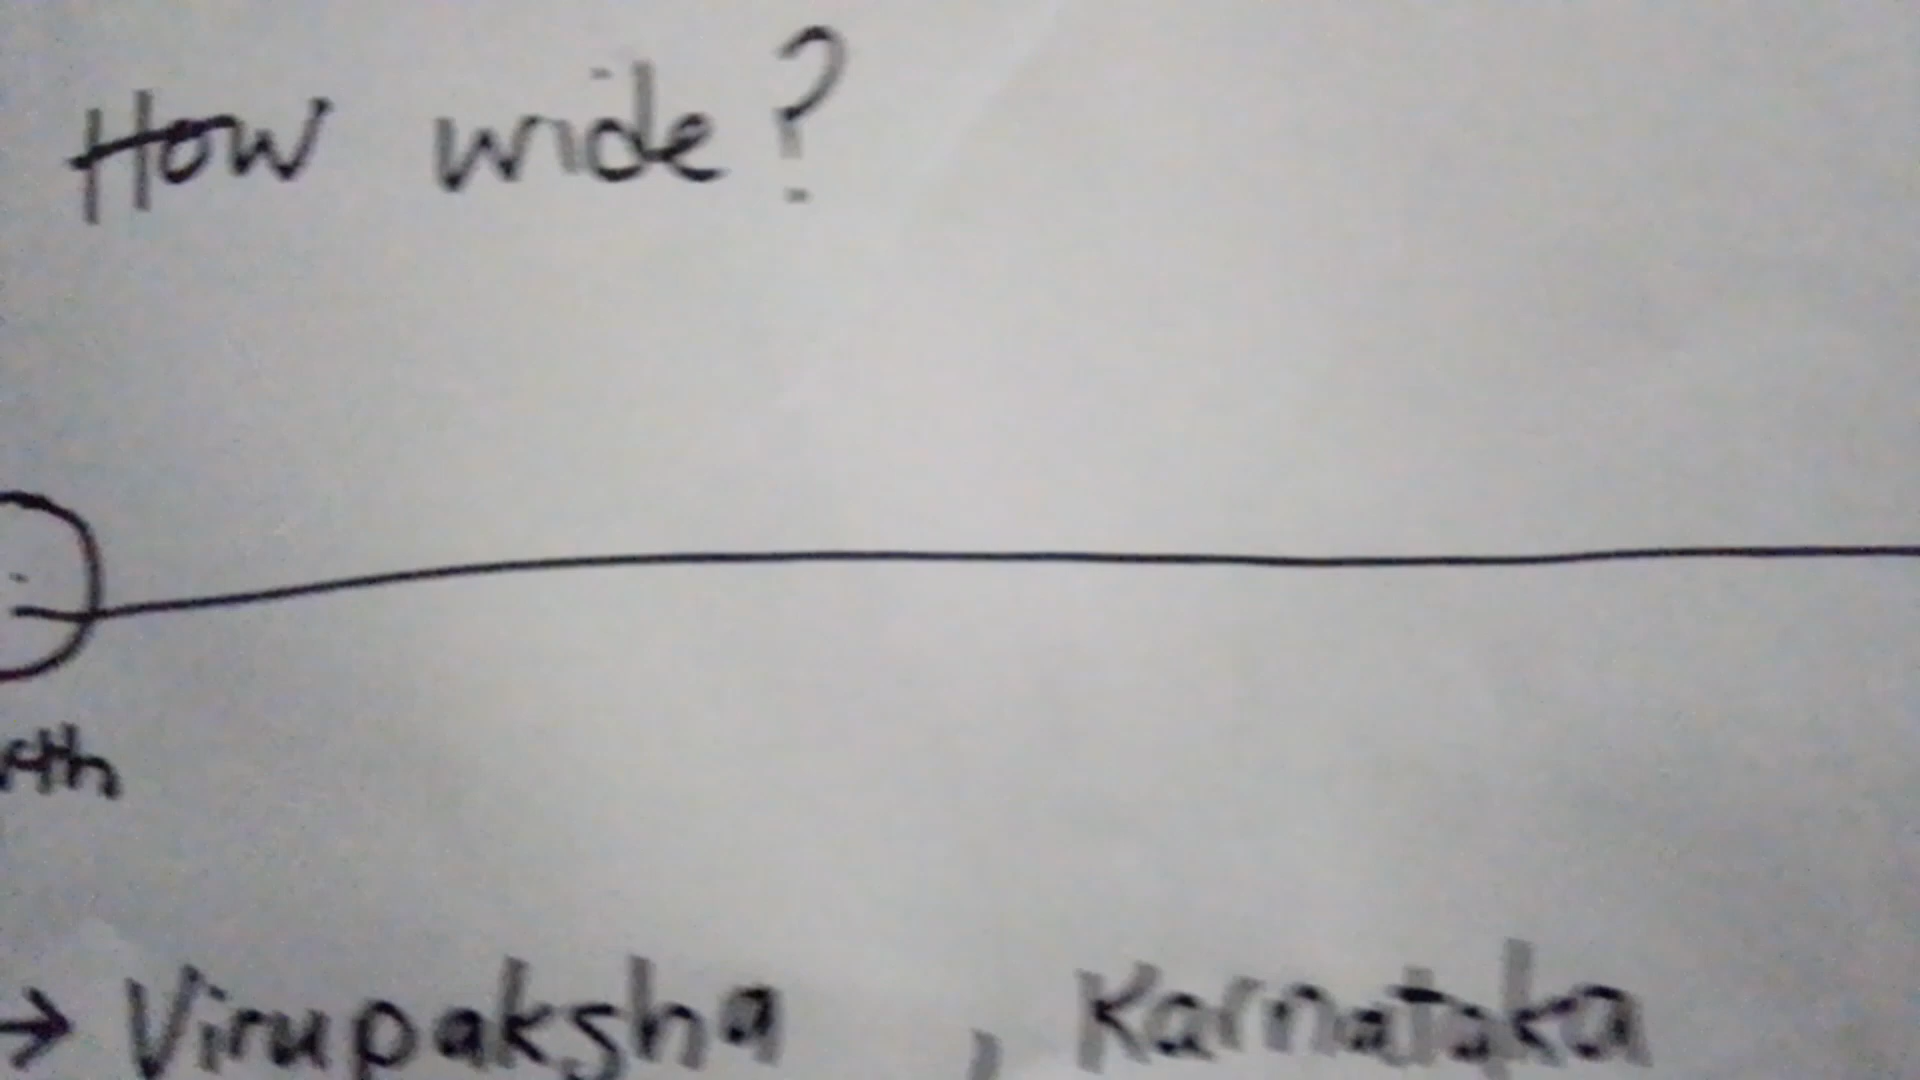 How wide?
→ Virupaksha , Karnataka